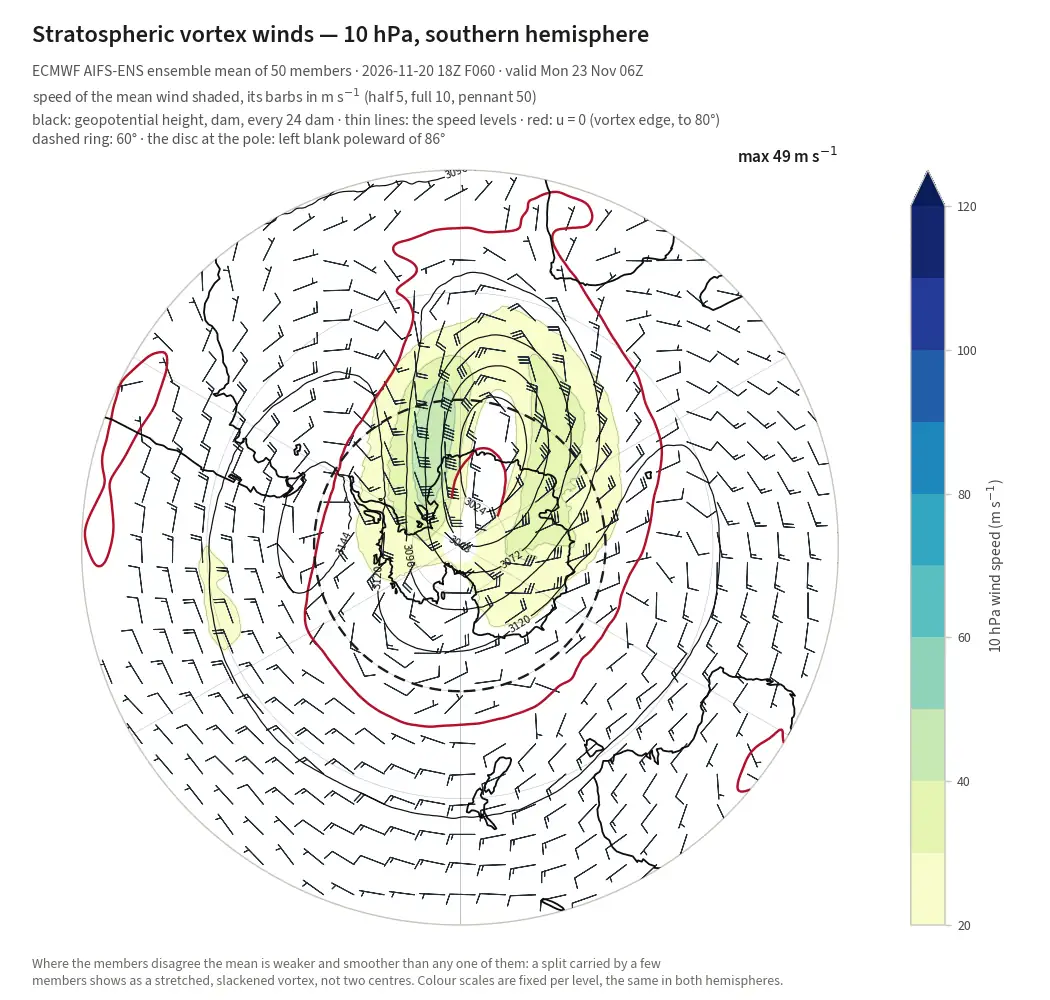 Stratospheric vortex winds — 10 hPa, southern hemisphere
ECMWF AIFS-ENS ensemble mean of 50 members · 2026-11-20 18Z F060 · valid Mon 23 Nov 06Z
speed of the mean wind shaded, its barbs in m s⁻¹ (half 5, full 10, pennant 50)
black: geopotential height, dam, every 24 dam · thin lines: the speed levels · red: u = 0 (vortex edge, to 80°)
dashed ring: 60° · the disc at the pole: left blank poleward of 86°
max 49 m s⁻¹
120
100
80
60
40
20
10 hPa wind speed (m s⁻¹)
3024
3144
3096
3072
3120
3120
Where the members disagree the mean is weaker and smoother than any one of them: a split carried by a few
members shows as a stretched, slackened vortex, not two centres. Colour scales are fixed per level, the same in both hemispheres.